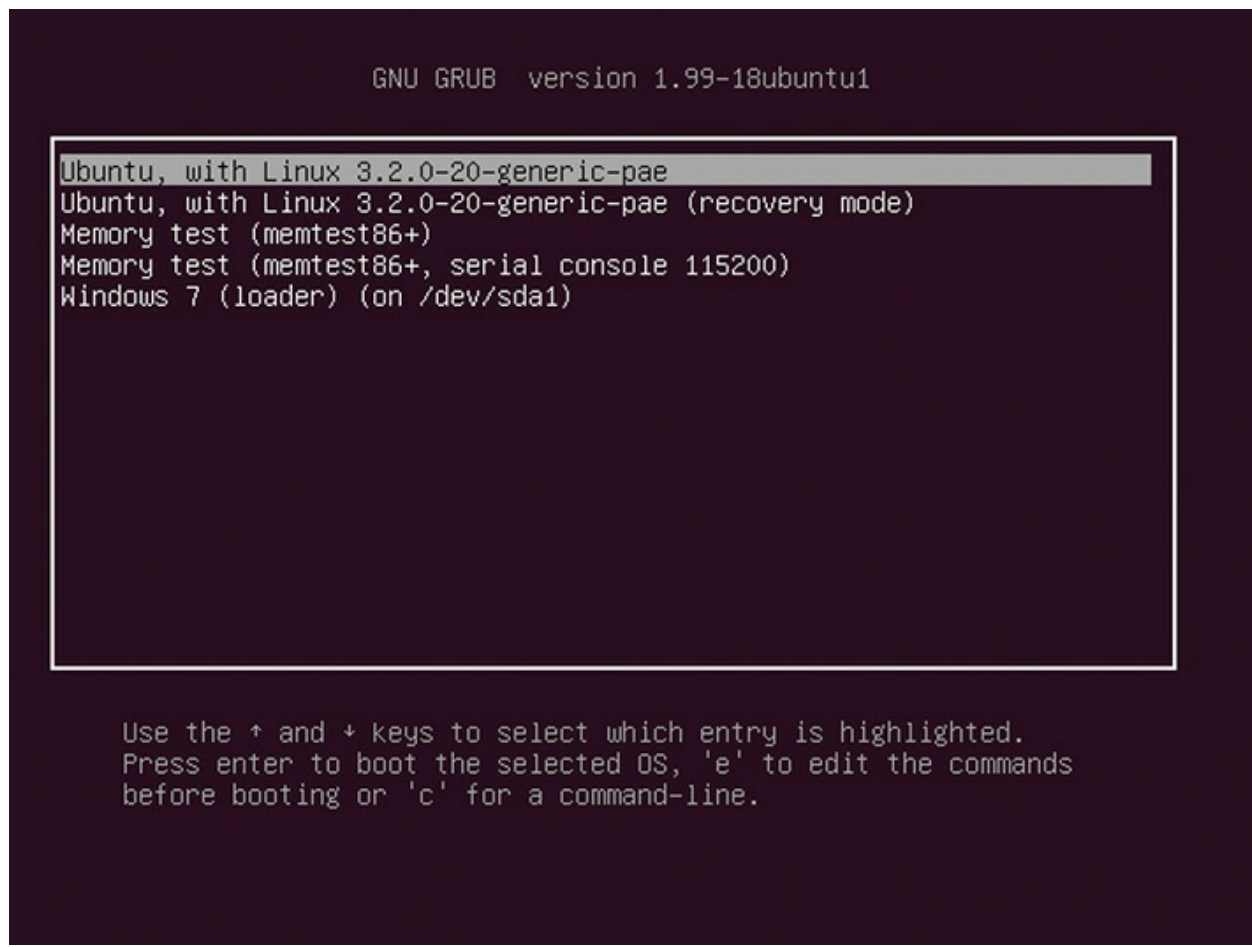 GNU GRUB  version 1.99-18ubuntu1
Ubuntu, with Linux 3.2.0-20-generic-pae
Ubuntu, with Linux 3.2.0-20-generic-pae (recovery mode)
Memory test (memtest86+)
Memory test (memtest86+, serial console 115200)
Windows 7 (loader) (on /dev/sda1)
Use the ↑ and ↓ keys to select which entry is highlighted.
Press enter to boot the selected OS, 'e' to edit the commands
before booting or 'c' for a command-line.